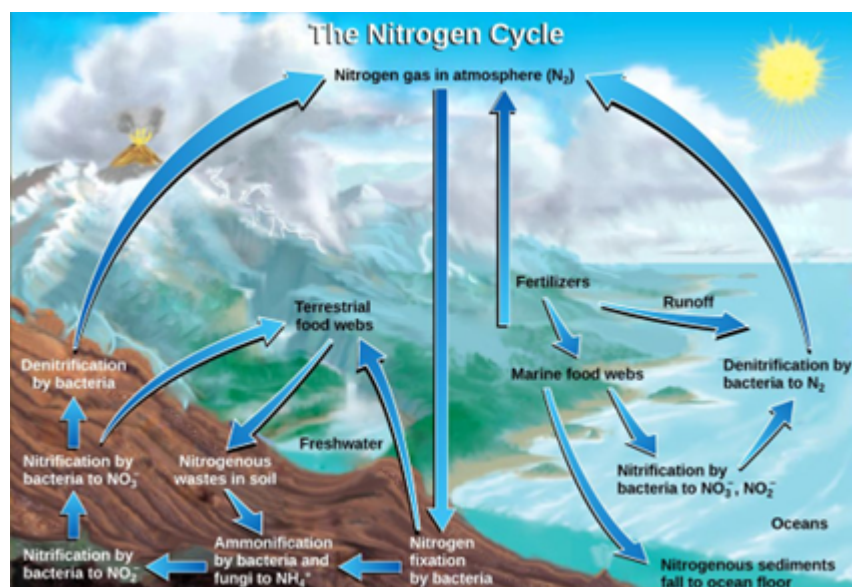 The Nitrogen Cycle
Nitrogen gas in atmosphere (N₂)
Fertilizers
Runoff
Terrestrial
food webs
Denitrification
by bacteria
Marine food webs
Denitrification by
bacteria to N₂
Freshwater
Nitrification by
bacteria to NO₃⁻
Nitrogenous
wastes in soil
Nitrification by
bacteria to NO₃⁻, NO₂⁻
Oceans
Nitrification by
bacteria to NO₂⁻
Ammonification
by bacteria and
fungi to NH₄⁺
Nitrogen
fixation
by bacteria
Nitrogenous sediments
fall to ocean floor